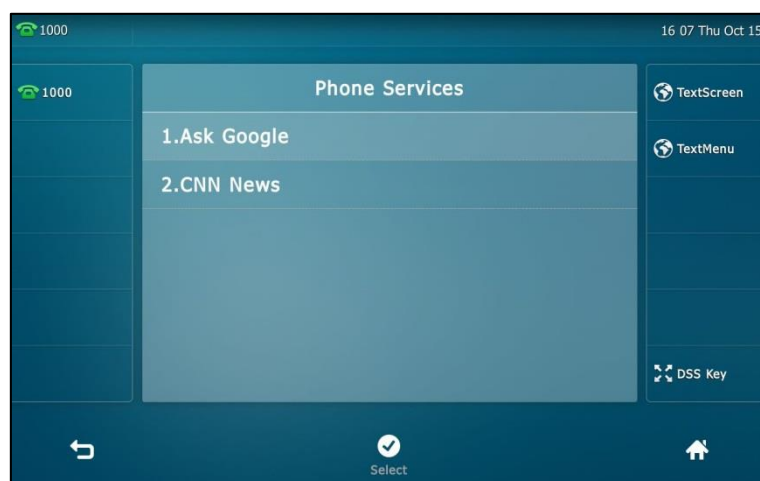 1000
16 07 Thu Oct 15
1000
Phone Services
1.Ask Google
2.CNN News
TextScreen
TextMenu
DSS Key
Select